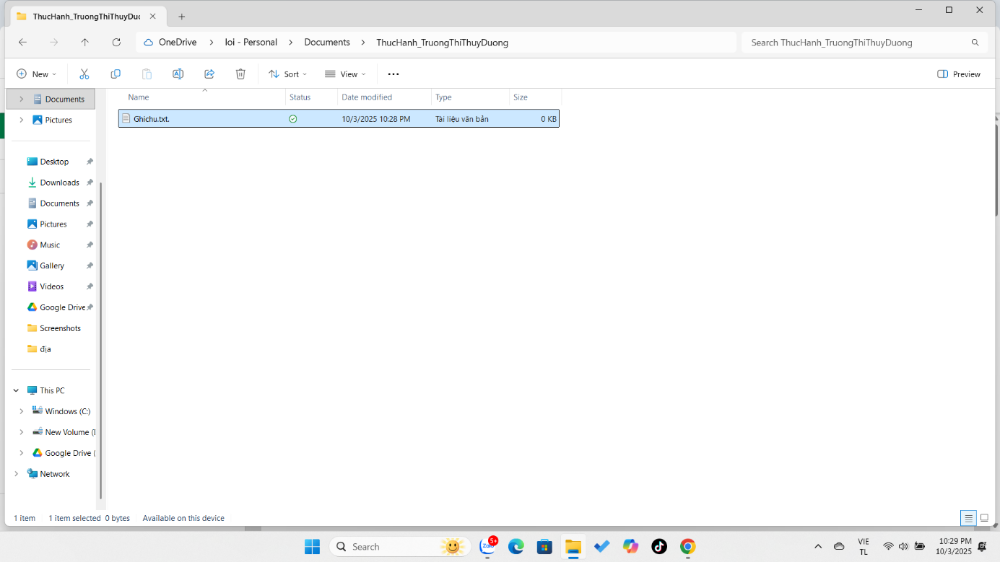 ThucHanh_TruongThiThuyDuo
OneDrive > loi - Personal > Documents > ThucHanh_TruongThiThuyDuong
Search ThucHanh_TruongThiThuyDuong
New
Sort
View
Preview
Name Status Date modified Type Size
Ghichu.txt. 10/3/2025 10:28 PM Tài liệu văn bản 0 KB
Documents
Pictures
Desktop
Downloads
Documents
Pictures
Music
Gallery
Videos
Google Drive
Screenshots
địa
This PC
Windows (C:)
New Volume (
Google Drive (
Network
1 item 1 item selected 0 bytes Available on this device
Search
Zalo
5+
VIE
TL
10:29 PM
10/3/2025